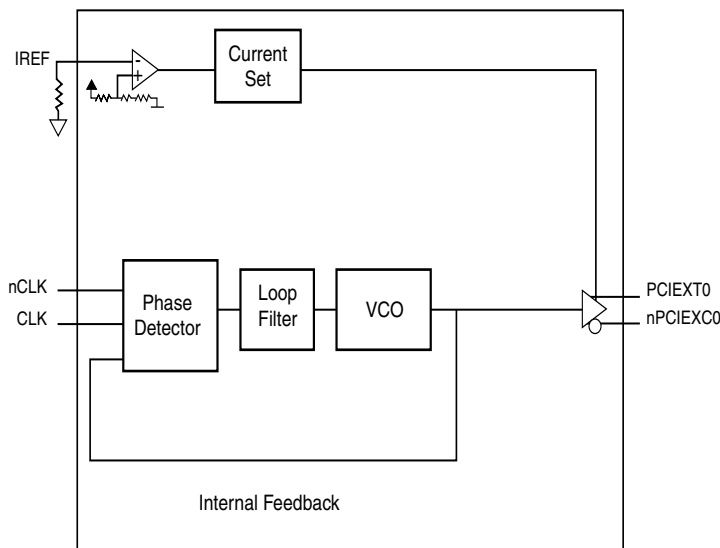 IREF
-
+
Current
Set
nCLK
CLK
Phase
Detector
Loop
Filter
VCO
PCIEXT0
nPCIEXC0
Internal Feedback